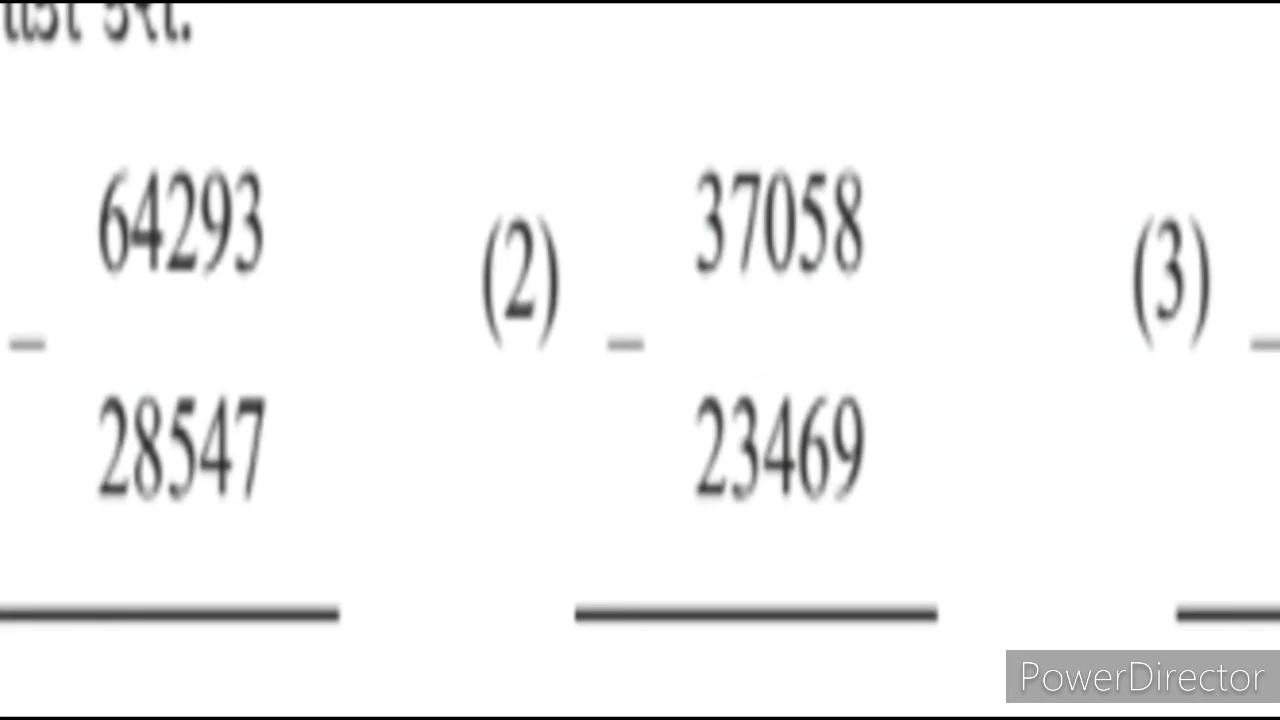 64293
(2) 37058
(3)
_ _ _
28547 23469
PowerDirector